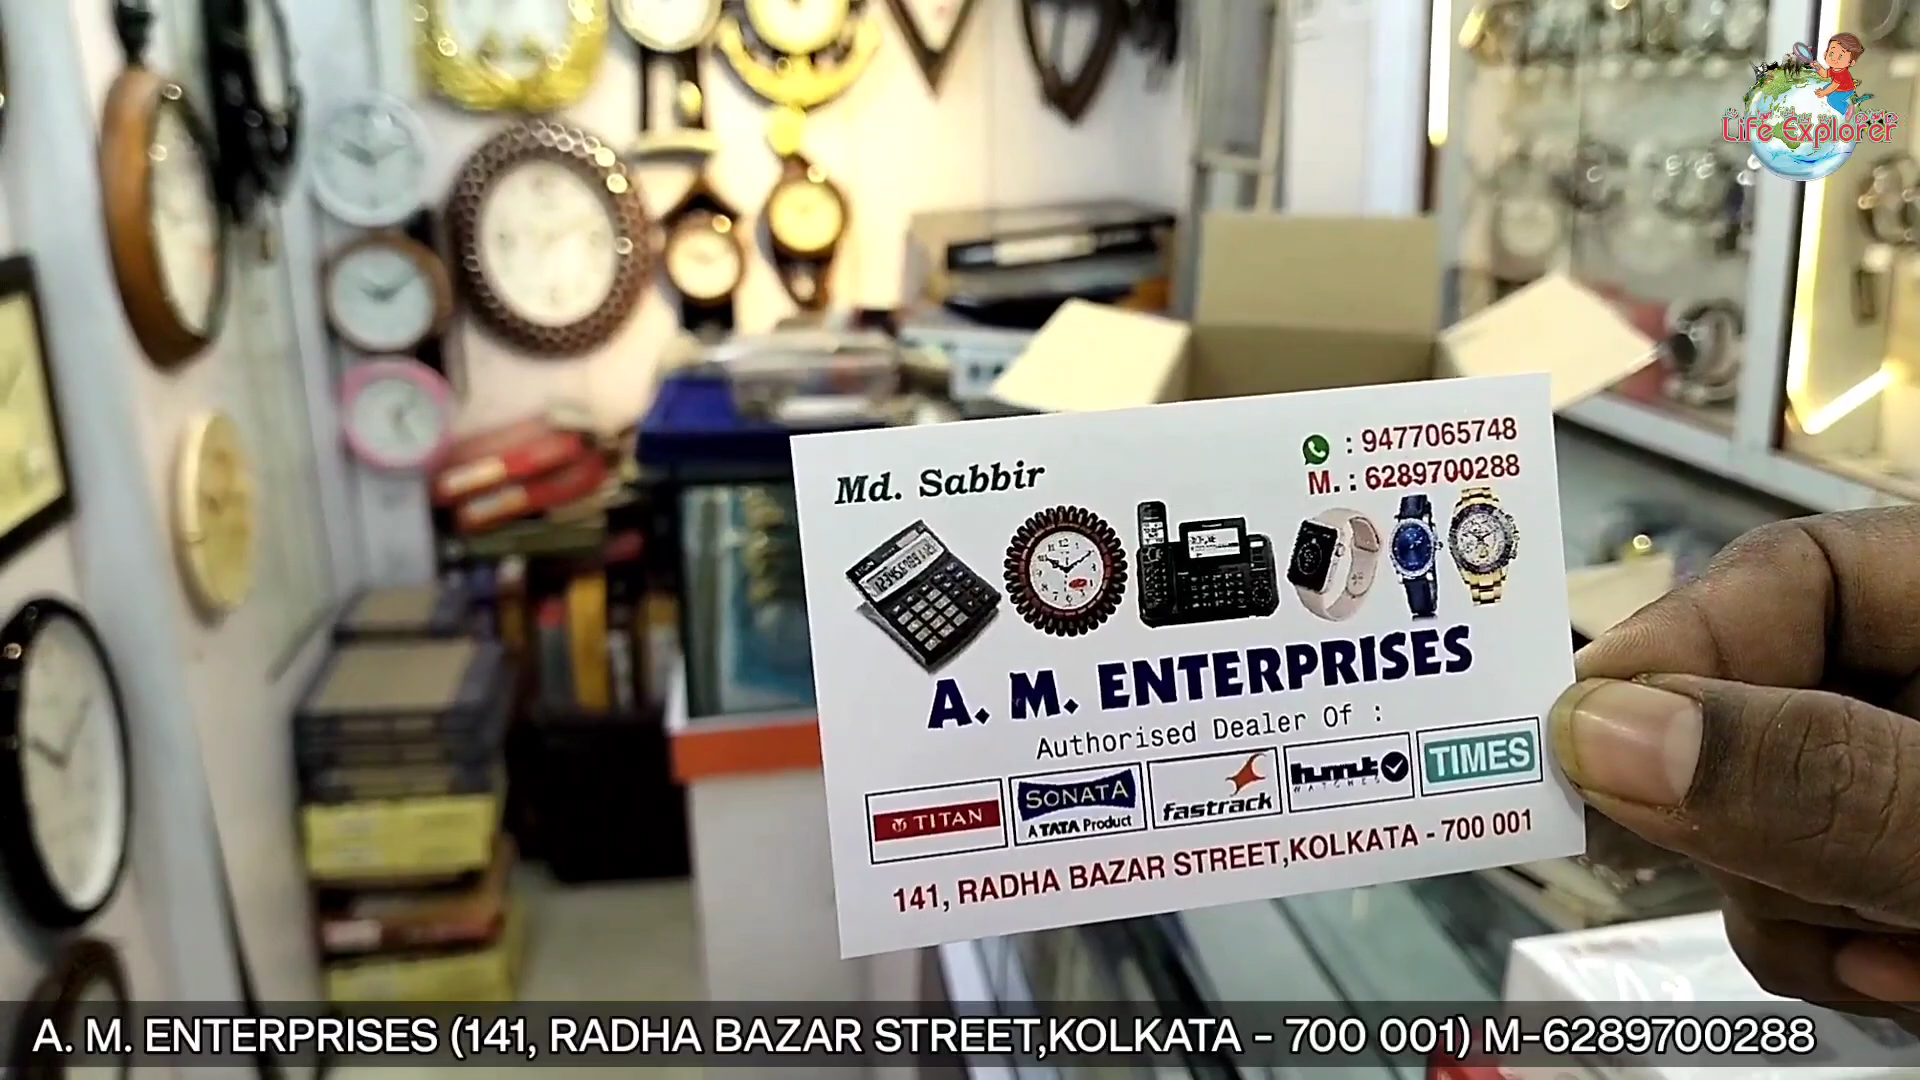 Life Explorer
Md. Sabbir
: 9477065748
M. : 6289700288
A. M. ENTERPRISES
Authorised Dealer Of :
TITAN
SONATA
A TATA Product
fastrack
hmt
WATCHES
TIMES
141, RADHA BAZAR STREET,KOLKATA - 700 001
A. M. ENTERPRISES (141, RADHA BAZAR STREET,KOLKATA - 700 001) M-6289700288